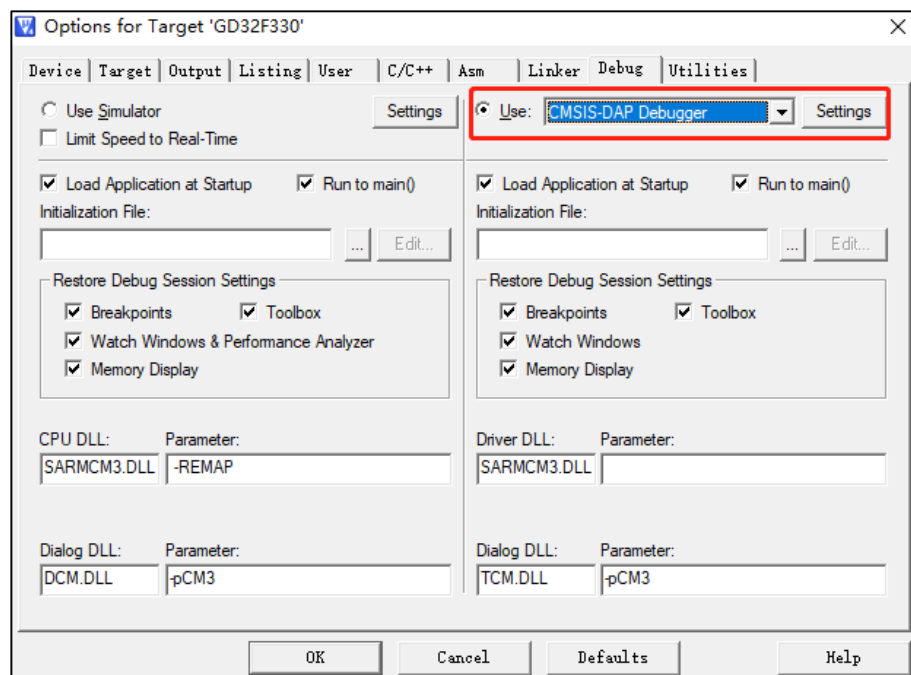 Options for Target 'GD32F330'
Device Target Output Listing User C/C++ Asm Linker Debug Utilities
Use Simulator Settings
Limit Speed to Real-Time
Use: CMSIS-DAP Debugger Settings
Load Application at Startup Run to main()
Initialization File:
... Edit...
Restore Debug Session Settings
Breakpoints Toolbox
Watch Windows & Performance Analyzer
Memory Display
Load Application at Startup Run to main()
Initialization File:
... Edit...
Restore Debug Session Settings
Breakpoints Toolbox
Watch Windows
Memory Display
CPU DLL: Parameter:
SARMCM3.DLL -REMAP
Driver DLL: Parameter:
SARMCM3.DLL
Dialog DLL: Parameter:
DCM.DLL -pCM3
Dialog DLL: Parameter:
TCM.DLL -pCM3
OK Cancel Defaults Help